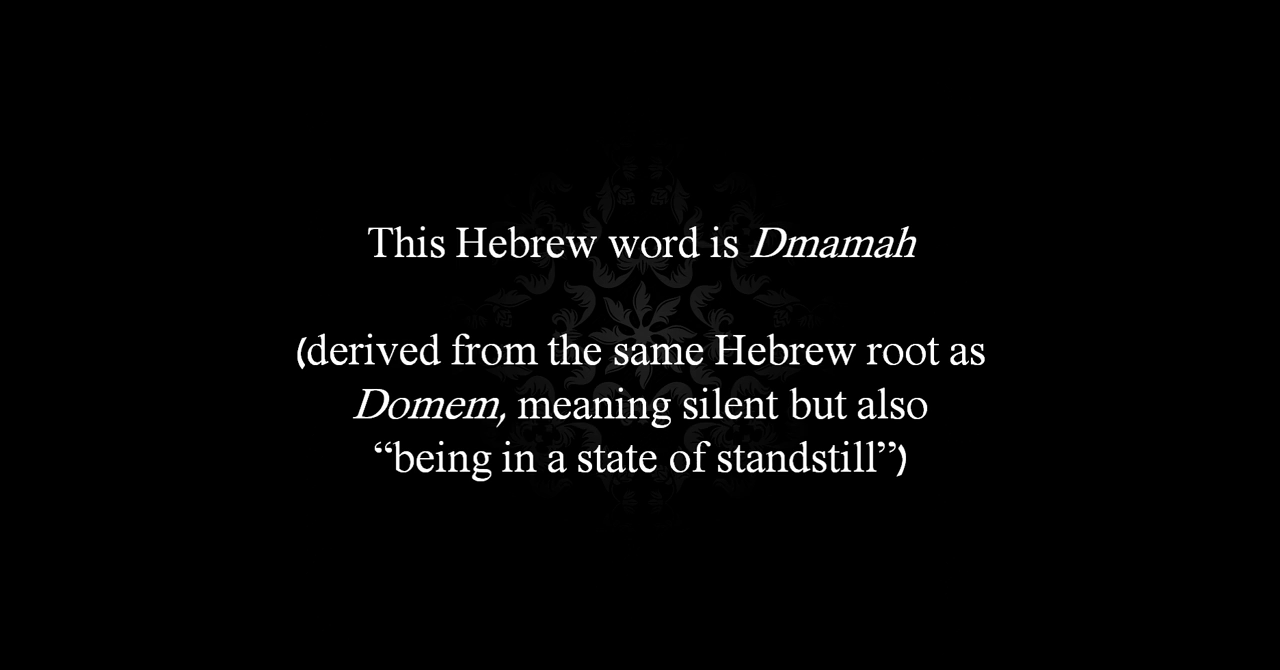 This Hebrew word is Dmamah
(derived from the same Hebrew root as
Domem, meaning silent but also
“being in a state of standstill”)